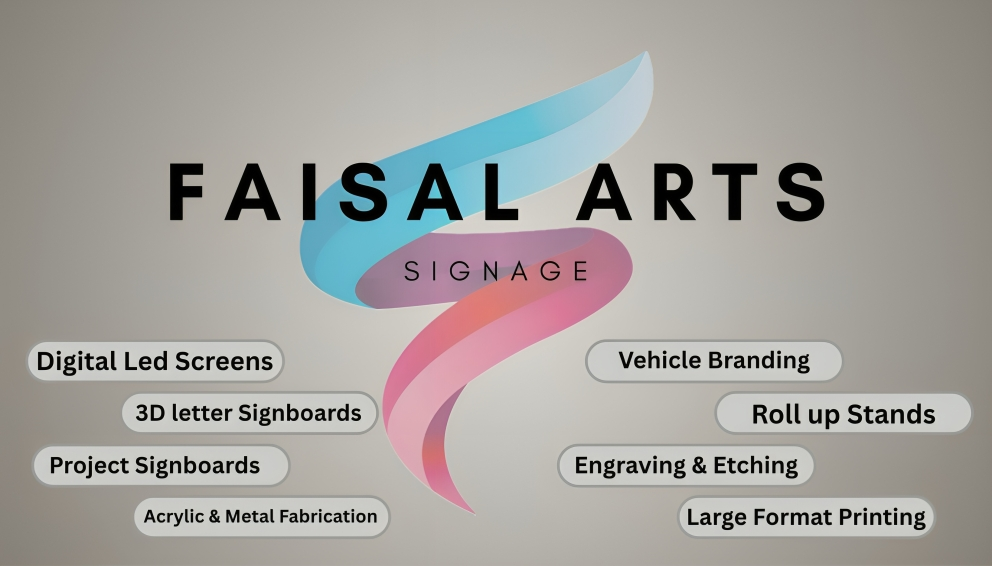 FAISAL ARTS
SIGNAGE
Digital Led Screens
3D letter Signboards
Project Signboards
Acrylic & Metal Fabrication
Vehicle Branding
Roll up Stands
Engraving & Etching
Large Format Printing